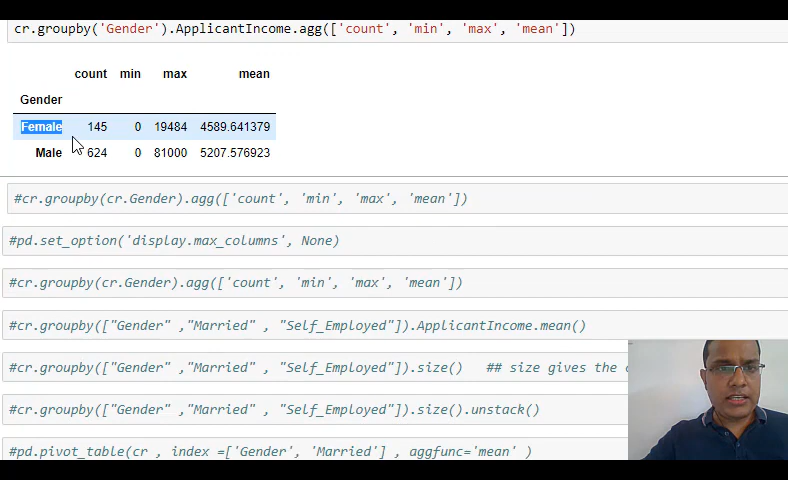 cr.groupby('Gender').ApplicantIncome.agg(['count', 'min', 'max', 'mean'])
count min max mean
Gender
Female 145 0 19484 4589.641379
Male 624 0 81000 5207.576923
#cr.groupby(cr.Gender).agg(['count', 'min', 'max', 'mean'])
#pd.set_option('display.max_columns', None)
#cr.groupby(cr.Gender).agg(['count', 'min', 'max', 'mean'])
#cr.groupby(["Gender" ,"Married" , "Self_Employed"]).ApplicantIncome.mean()
#cr.groupby(["Gender" ,"Married" , "Self_Employed"]).size() ## size gives the
#cr.groupby(["Gender" ,"Married" , "Self_Employed"]).size().unstack()
#pd.pivot_table(cr , index =['Gender', 'Married'] , aggfunc='mean' )